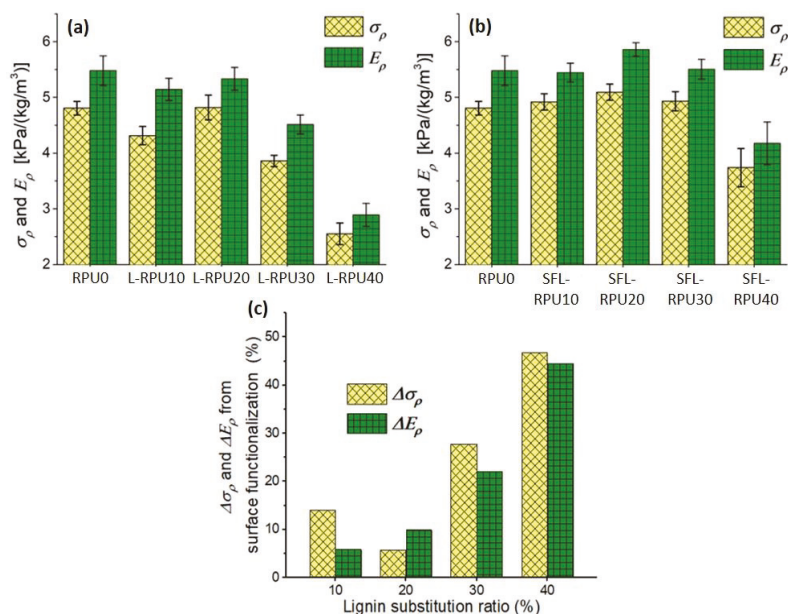 (a)
σρ
Eρ
σρ and Eρ [kPa/(kg/m³)]
6
5
4
3
2
RPU0 L-RPU10 L-RPU20 L-RPU30 L-RPU40
(b)
σρ
Eρ
σρ and Eρ [kPa/(kg/m³)]
6
5
4
3
2
RPU0 SFL- SFL- SFL- SFL-
RPU10 RPU20 RPU30 RPU40
(c)
Δσρ
ΔEρ
Δσρ and ΔEρ from
surface functionalization (%)
50
40
30
20
10
0
10 20 30 40
Lignin substitution ratio (%)